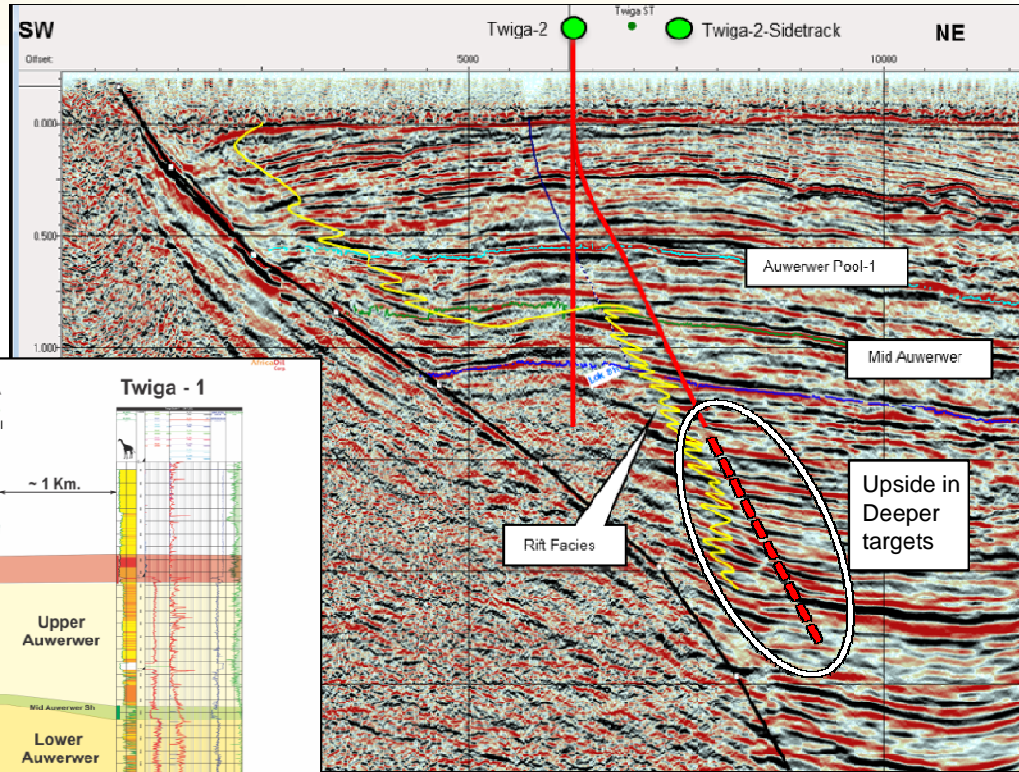 SW
Twiga-2
Twiga ST
Twiga-2-Sidetrack
NE
Offset:
5000
10000
0.000
0.500
1.000
Auwerwer Pool-1
Mid Auwerwer
Rift Facies
Upside in
Deeper
targets
AfricaOil
Corp
Twiga - 1
~ 1 Km.
Upper
Auwerwer
Mid Auwerwer Sh
Lower
Auwerwer